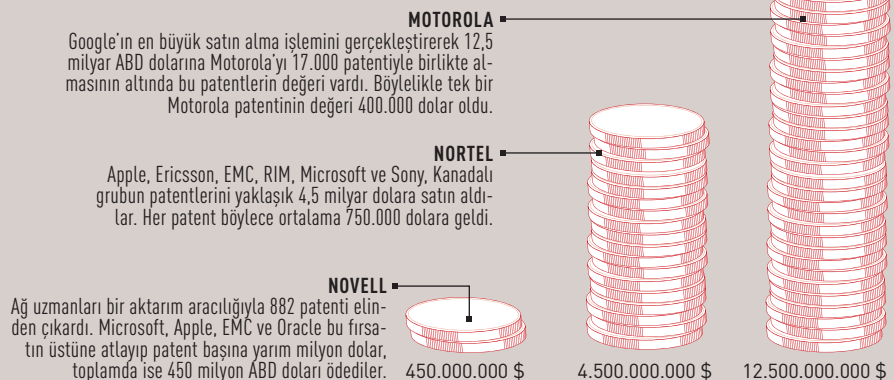 MOTOROLA
Google'ın en büyük satın alma işlemini gerçekleştirerek 12,5
milyar ABD dolarına Motorola'yı 17.000 patentiyle birlikte al-
masının altında bu patentlerin değeri vardı. Böylelikle tek bir
Motorola patentinin değeri 400.000 dolar oldu.
NORTEL
Apple, Ericsson, EMC, RIM, Microsoft ve Sony, Kanadalı
grubun patentlerini yaklaşık 4,5 milyar dolara satın aldı-
lar. Her patent böylece ortalama 750.000 dolara geldi.
NOVELL
Ağ uzmanları bir aktarım aracılığıyla 882 patenti elin-
den çıkardı. Microsoft, Apple, EMC ve Oracle bu fırsa-
tın üstüne atlayıp patent başına yarım milyon dolar,
toplamda ise 450 milyon ABD doları ödediler.
450.000.000 $
4.500.000.000 $
12.500.000.000 $